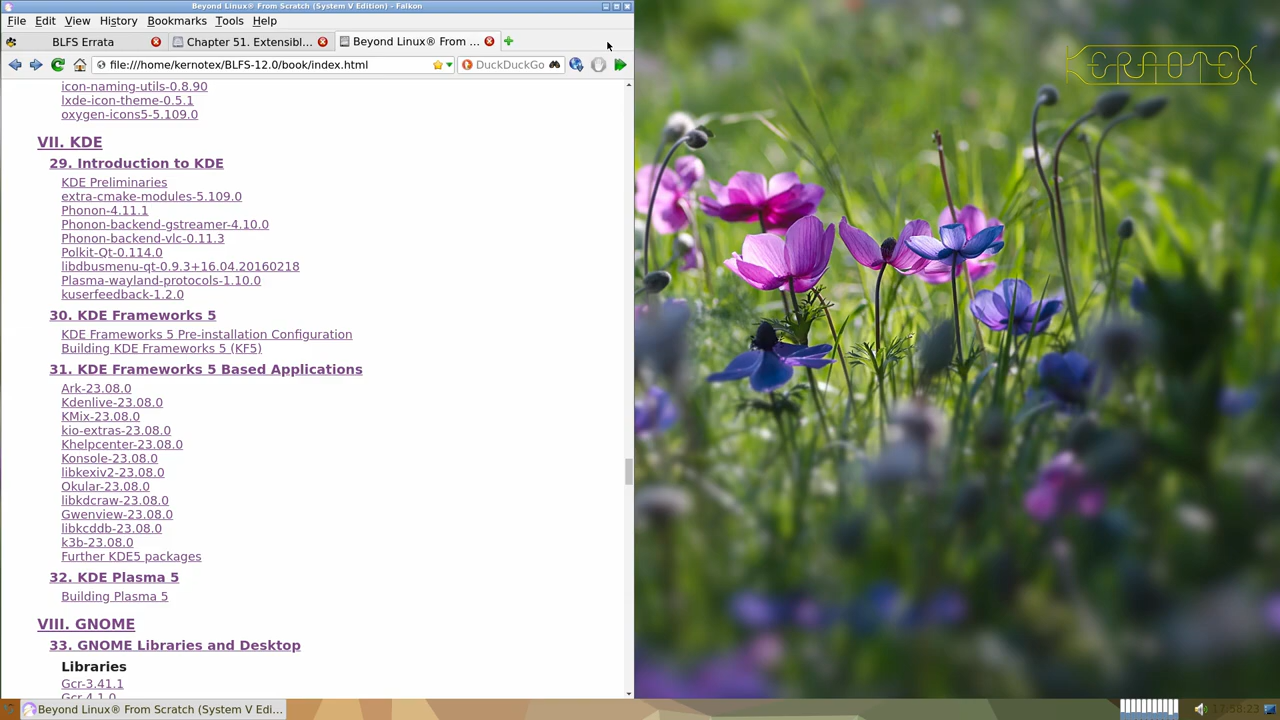 Beyond Linux® From Scratch (System V Edition) - Falkon
File Edit View History Bookmarks Tools Help
BLFS Errata
Chapter 51. Extensibl...
Beyond Linux® From ...
file:///home/kernotex/BLFS-12.0/book/index.html
DuckDuckGo
KERNOTEX
icon-naming-utils-0.8.90
lxde-icon-theme-0.5.1
oxygen-icons5-5.109.0
VII. KDE
29. Introduction to KDE
KDE Preliminaries
extra-cmake-modules-5.109.0
Phonon-4.11.1
Phonon-backend-gstreamer-4.10.0
Phonon-backend-vlc-0.11.3
Polkit-Qt-0.114.0
libdbusmenu-qt-0.9.3+16.04.20160218
Plasma-wayland-protocols-1.10.0
kuserfeedback-1.2.0
30. KDE Frameworks 5
KDE Frameworks 5 Pre-installation Configuration
Building KDE Frameworks 5 (KF5)
31. KDE Frameworks 5 Based Applications
Ark-23.08.0
Kdenlive-23.08.0
KMix-23.08.0
kio-extras-23.08.0
Khelpcenter-23.08.0
Konsole-23.08.0
libkexiv2-23.08.0
Okular-23.08.0
libkdcraw-23.08.0
Gwenview-23.08.0
libkcddb-23.08.0
k3b-23.08.0
Further KDE5 packages
32. KDE Plasma 5
Building Plasma 5
VIII. GNOME
33. GNOME Libraries and Desktop
Libraries
Gcr-3.41.1
Gcr-4.1.0
Beyond Linux® From Scratch (System V Edi...
17:58:23